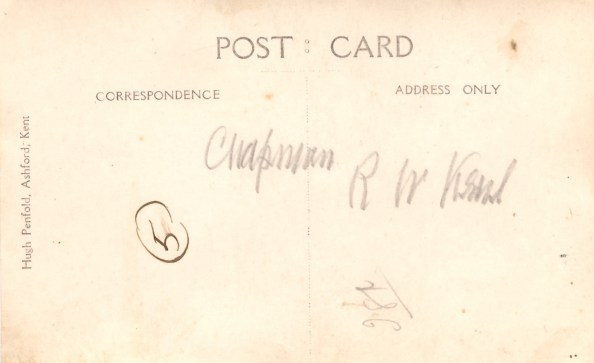 POST CARD
CORRESPONDENCE
ADDRESS ONLY
Hugh Penfold, Ashford, Kent
Chapman R W Kent
5